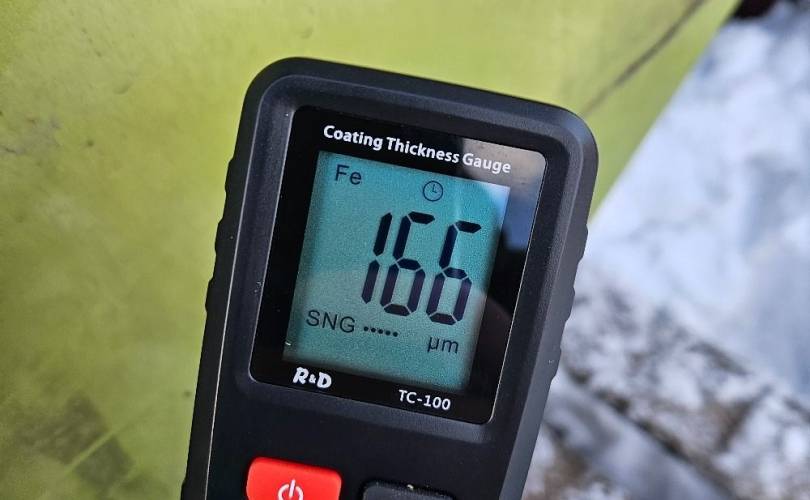 Coating Thickness Gauge
Fe
166
SNG
µm
R&D TC-100